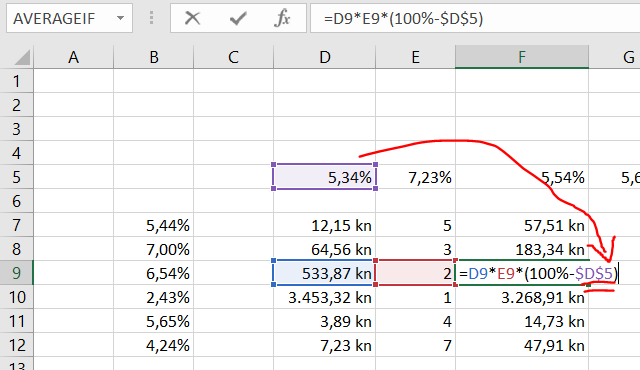 AVERAGEIF =D9*E9*(100%-$D$5)
A B C D E F G
1
2
3
4
5 5,34% 7,23% 5,54%
6
7 5,44% 12,15 kn 5 57,51 kn
8 7,00% 64,56 kn 3 183,34 kn
9 6,54% 533,87 kn 2 =D9*E9*(100%-$D$5)
10 2,43% 3.453,32 kn 1 3.268,91 kn
11 5,65% 3,89 kn 4 14,73 kn
12 4,24% 7,23 kn 7 47,91 kn